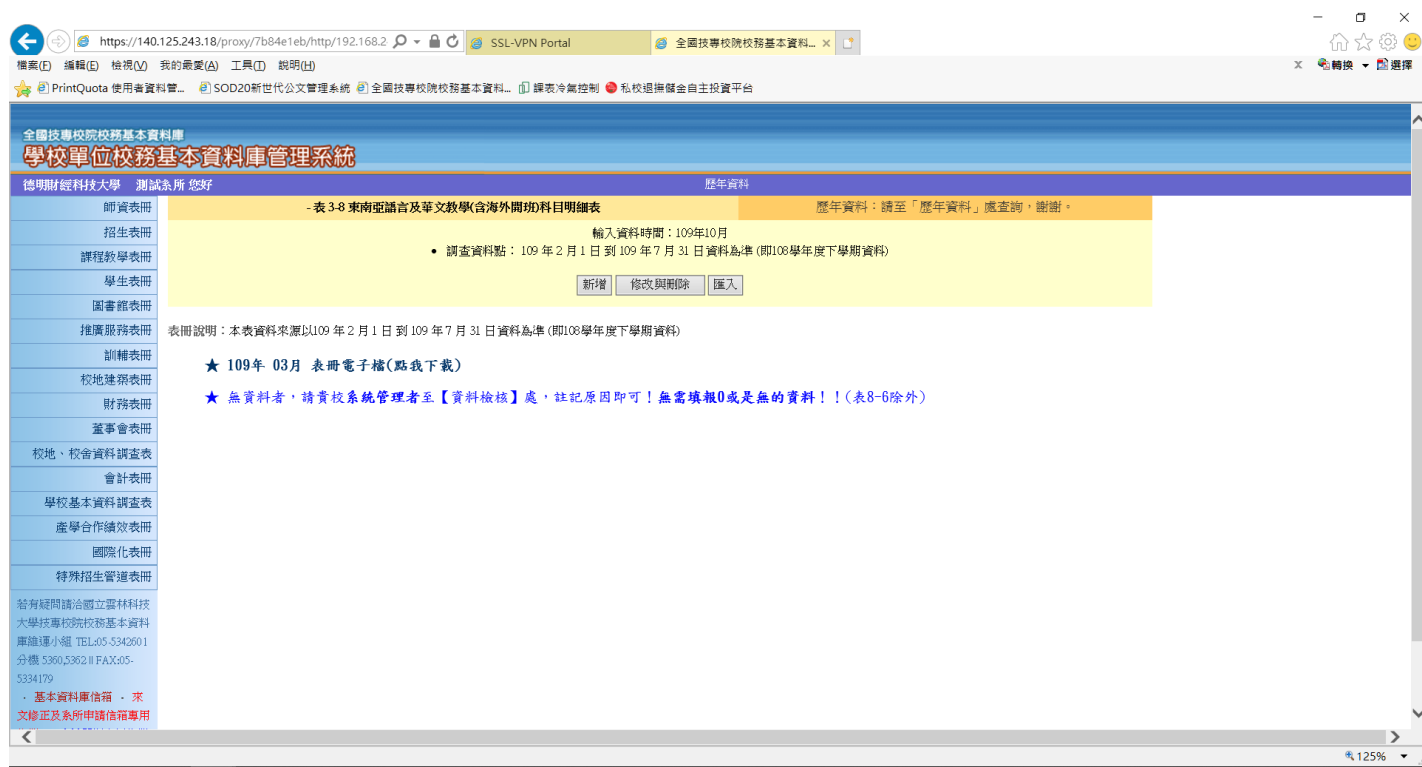 https://140.125.243.18/proxy/7b84e1eb/http/192.168.2
SSL-VPN Portal
全國技專校院校務基本資料...
檔案(F) 編輯(E) 檢視(V) 我的最愛(A) 工具(T) 說明(H)
x 轉換 選擇
PrintQuota 使用者資料管... SOD20新世代公文管理系統 全國技專校院校務基本資料... 課表冷氣控制 私校退撫儲金自主投資平台
全國技專校院校務基本資料庫
學校單位校務基本資料庫管理系統
德明財經科技大學 測試系所 您好 歷年資料
師資表冊
招生表冊
課程教學表冊
學生表冊
圖書館表冊
推廣服務表冊
訓輔表冊
校地建築表冊
財務表冊
董事會表冊
校地、校舍資料調查表
會計表冊
學校基本資料調查表
產學合作績效表冊
國際化表冊
特殊招生管道表冊
若有疑問請洽國立雲林科技
大學技專校院校務基本資料
庫維運小組 TEL:05-5342601
分機 5360,5362 II FAX:05-
5334179
· 基本資料庫信箱 · 來
文修正及系所申請信箱專用
- 表 3-8 東南亞語言及華文教學(含海外開班)科目明細表
歷年資料：請至「歷年資料」處查詢，謝謝。
輸入資料時間：109年10月
• 調查資料點： 109 年 2 月 1 日 到 109 年 7 月 31 日 資料為準 (即108學年度下學期資料)
新增 修改與刪除 匯入
表冊說明：本表資料來源以109 年 2 月 1 日 到 109 年 7 月 31 日 資料為準 (即108學年度下學期資料)
★ 109年 03月 表冊電子檔(點我下載)
★ 無資料者，請貴校系統管理者至【資料檢核】處，註記原因即可！無需填報0或是無的資料！！(表8-6除外)
125%